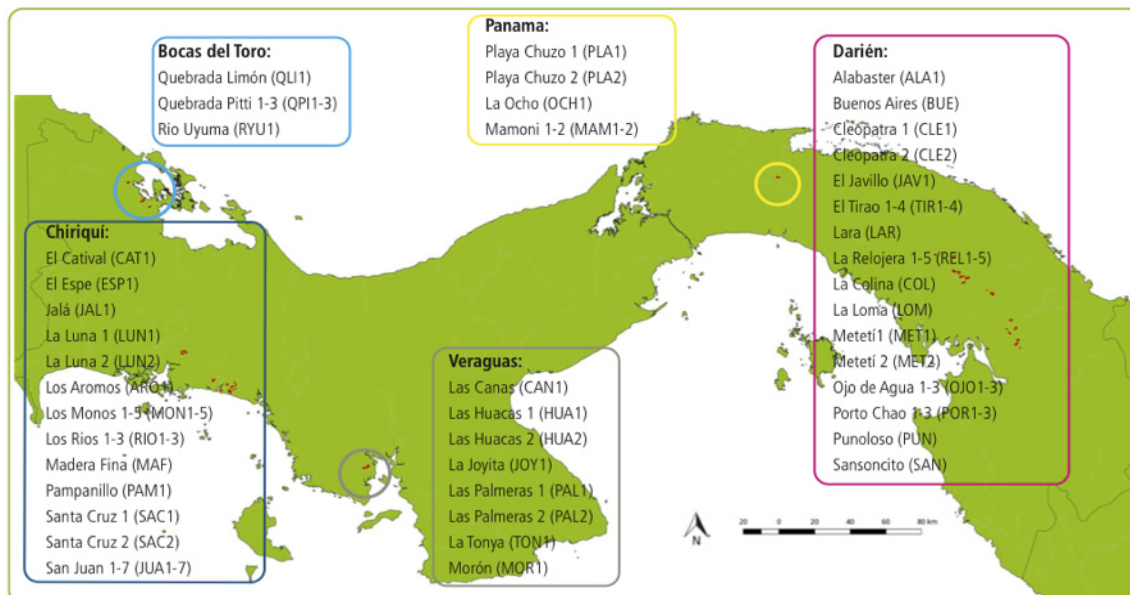 Bocas del Toro:
Quebrada Limón (QLI1)
Quebrada Pitti 1-3 (QPI1-3)
Rio Uyuma (RYU1)
Panama:
Playa Chuzo 1 (PLA1)
Playa Chuzo 2 (PLA2)
La Ocho (OCH1)
Mamoni 1-2 (MAM1-2)
Darién:
Alabaster (ALA1)
Buenos Aires (BUE)
Cleopatra 1 (CLE1)
Cleopatra 2 (CLE2)
El Javillo (JAV1)
El Tirao 1-4 (TIR1-4)
Lara (LAR)
La Relojera 1-5 (REL1-5)
La Colina (COL)
La Loma (LOM)
Metetí1 (MET1)
Metetí 2 (MET2)
Ojo de Agua 1-3 (OJO1-3)
Porto Chao 1-3 (POR1-3)
Punoloso (PUN)
Sansoncito (SAN)
Chiriquí:
El Catival (CAT1)
El Espe (ESP1)
Jalá (JAL1)
La Luna 1 (LUN1)
La Luna 2 (LUN2)
Los Aromos (ARO1)
Los Monos 1-5 (MON1-5)
Los Rios 1-3 (RIO1-3)
Madera Fina (MAF)
Pampanillo (PAM1)
Santa Cruz 1 (SAC1)
Santa Cruz 2 (SAC2)
San Juan 1-7 (JUA1-7)
Veraguas:
Las Canas (CAN1)
Las Huacas 1 (HUA1)
Las Huacas 2 (HUA2)
La Joyita (JOY1)
Las Palmeras 1 (PAL1)
Las Palmeras 2 (PAL2)
La Tonya (TON1)
Morón (MOR1)
N
20 0 20 40 60 80 km